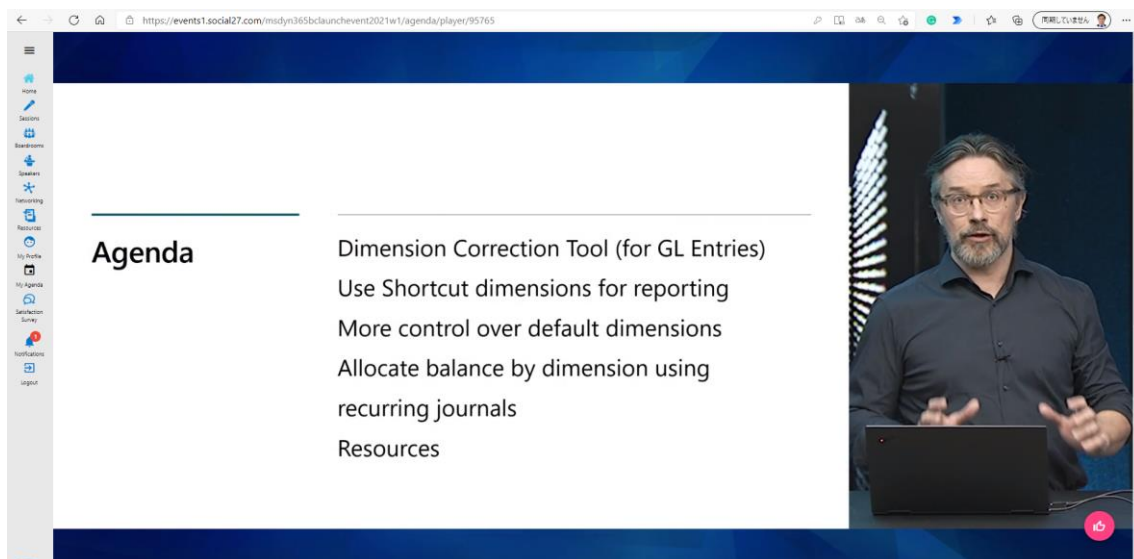 https://events1.social27.com/msdyn365bclaunchevent2021w1/agenda/player/95765
同期していません
Home
Sessions
Boardrooms
Speakers
Networking
Resources
My Profile
My Agenda
Satisfaction
Survey
1
Notifications
Logout
Agenda
Dimension Correction Tool (for GL Entries)
Use Shortcut dimensions for reporting
More control over default dimensions
Allocate balance by dimension using
recurring journals
Resources